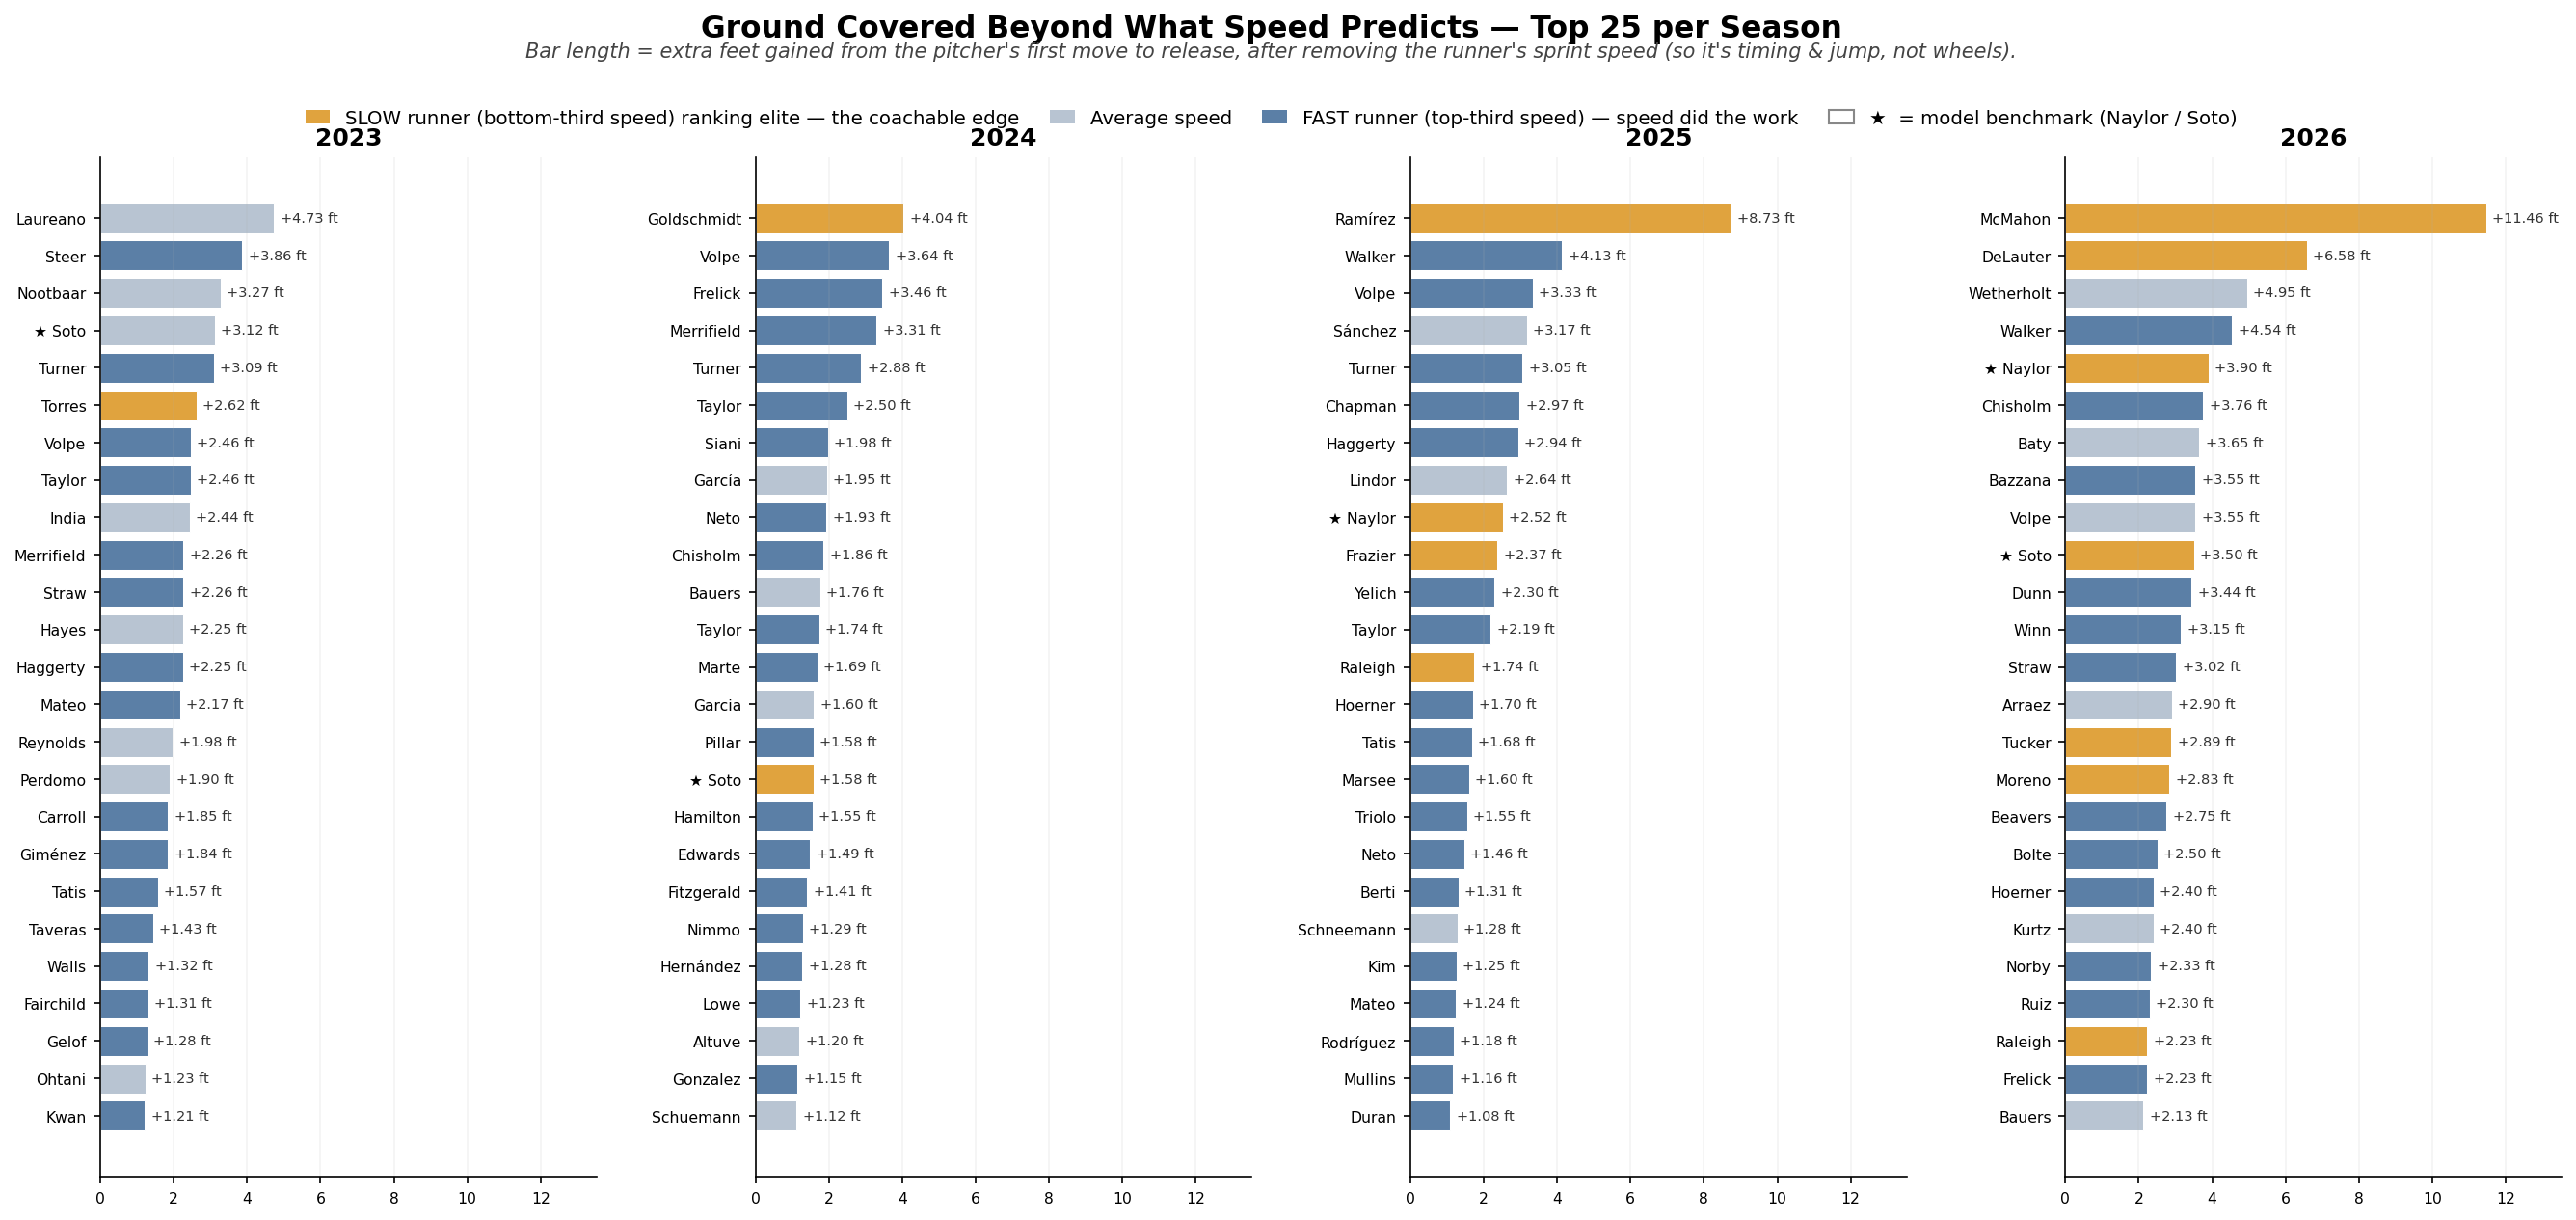 Ground Covered Beyond What Speed Predicts — Top 25 per Season
Bar length = extra feet gained from the pitcher's first move to release, after removing the runner's sprint speed (so it's timing & jump, not wheels).
SLOW runner (bottom-third speed) ranking elite — the coachable edge
Average speed
FAST runner (top-third speed) — speed did the work
★ = model benchmark (Naylor / Soto)
2023
Laureano +4.73 ft
Steer +3.86 ft
Nootbaar +3.27 ft
★ Soto +3.12 ft
Turner +3.09 ft
Torres +2.62 ft
Volpe +2.46 ft
Taylor +2.46 ft
India +2.44 ft
Merrifield +2.26 ft
Straw +2.26 ft
Hayes +2.25 ft
Haggerty +2.25 ft
Mateo +2.17 ft
Reynolds +1.98 ft
Perdomo +1.90 ft
Carroll +1.85 ft
Giménez +1.84 ft
Tatis +1.57 ft
Taveras +1.43 ft
Walls +1.32 ft
Fairchild +1.31 ft
Gelof +1.28 ft
Ohtani +1.23 ft
Kwan +1.21 ft
0 2 4 6 8 10 12
2024
Goldschmidt +4.04 ft
Volpe +3.64 ft
Frelick +3.46 ft
Merrifield +3.31 ft
Turner +2.88 ft
Taylor +2.50 ft
Siani +1.98 ft
García +1.95 ft
Neto +1.93 ft
Chisholm +1.86 ft
Bauers +1.76 ft
Taylor +1.74 ft
Marte +1.69 ft
Garcia +1.60 ft
Pillar +1.58 ft
★ Soto +1.58 ft
Hamilton +1.55 ft
Edwards +1.49 ft
Fitzgerald +1.41 ft
Nimmo +1.29 ft
Hernández +1.28 ft
Lowe +1.23 ft
Altuve +1.20 ft
Gonzalez +1.15 ft
Schuemann +1.12 ft
0 2 4 6 8 10 12
2025
Ramírez +8.73 ft
Walker +4.13 ft
Volpe +3.33 ft
Sánchez +3.17 ft
Turner +3.05 ft
Chapman +2.97 ft
Haggerty +2.94 ft
Lindor +2.64 ft
★ Naylor +2.52 ft
Frazier +2.37 ft
Yelich +2.30 ft
Taylor +2.19 ft
Raleigh +1.74 ft
Hoerner +1.70 ft
Tatis +1.68 ft
Marsee +1.60 ft
Triolo +1.55 ft
Neto +1.46 ft
Berti +1.31 ft
Schneemann +1.28 ft
Kim +1.25 ft
Mateo +1.24 ft
Rodríguez +1.18 ft
Mullins +1.16 ft
Duran +1.08 ft
0 2 4 6 8 10 12
2026
McMahon +11.46 ft
DeLauter +6.58 ft
Wetherholt +4.95 ft
Walker +4.54 ft
★ Naylor +3.90 ft
Chisholm +3.76 ft
Baty +3.65 ft
Bazzana +3.55 ft
Volpe +3.55 ft
★ Soto +3.50 ft
Dunn +3.44 ft
Winn +3.15 ft
Straw +3.02 ft
Arraez +2.90 ft
Tucker +2.89 ft
Moreno +2.83 ft
Beavers +2.75 ft
Bolte +2.50 ft
Hoerner +2.40 ft
Kurtz +2.40 ft
Norby +2.33 ft
Ruiz +2.30 ft
Raleigh +2.23 ft
Frelick +2.23 ft
Bauers +2.13 ft
0 2 4 6 8 10 12